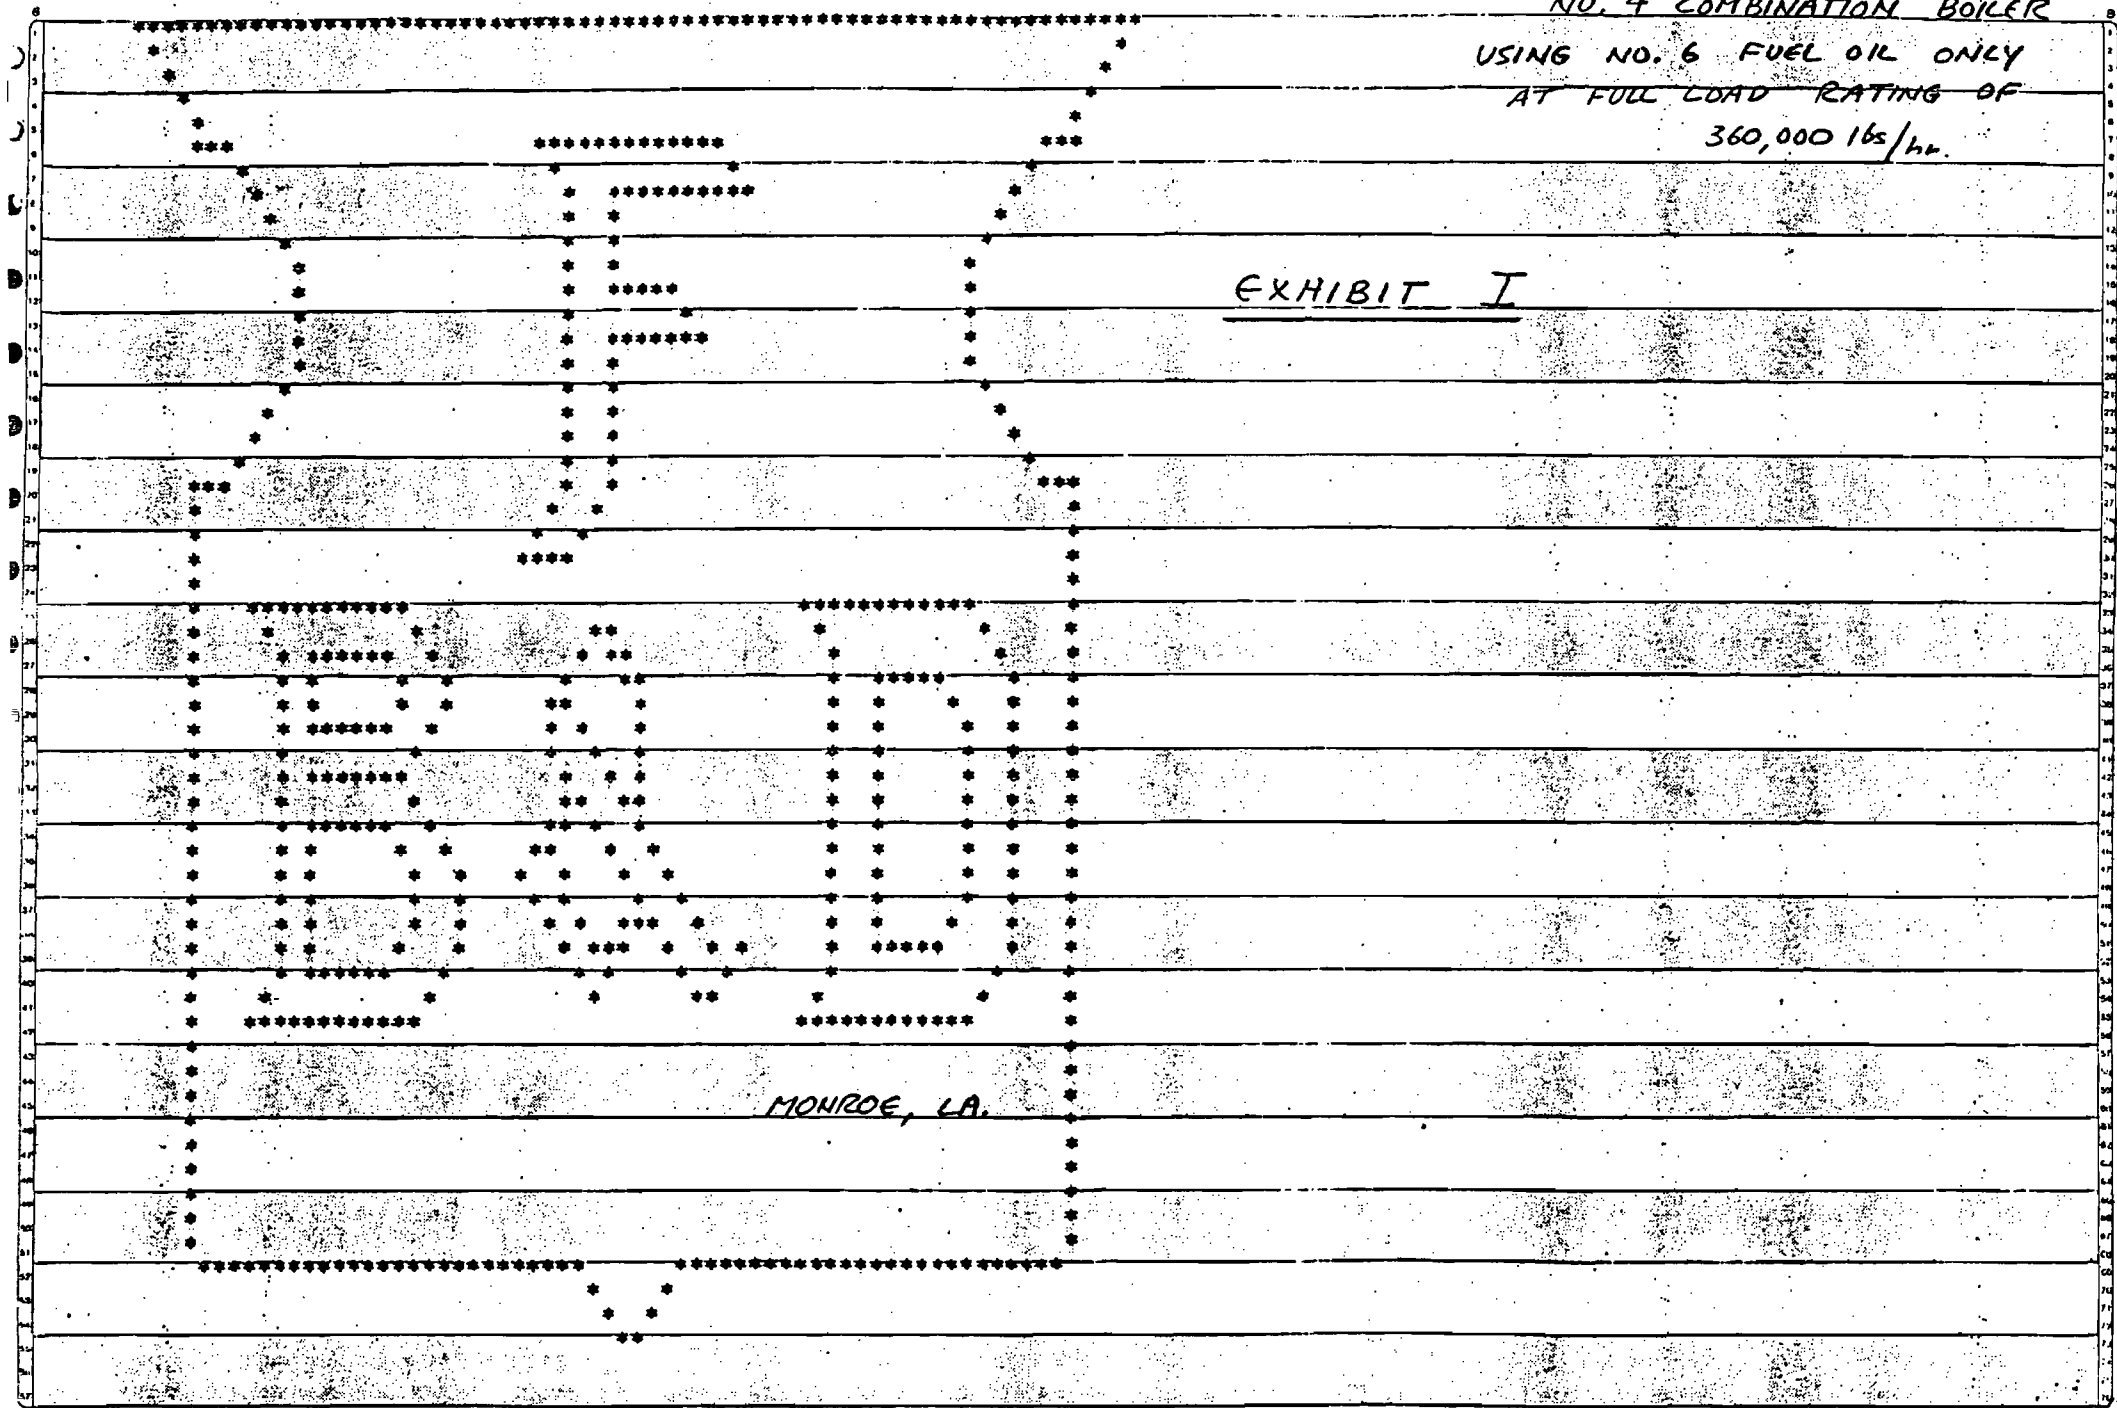 NO. 4 COMBINATION BOILER
USING NO. 6 FUEL OIL ONLY
AT FULL LOAD RATING OF
360,000 lbs/hr.
EXHIBIT I
F
B & D
MONROE, LA.